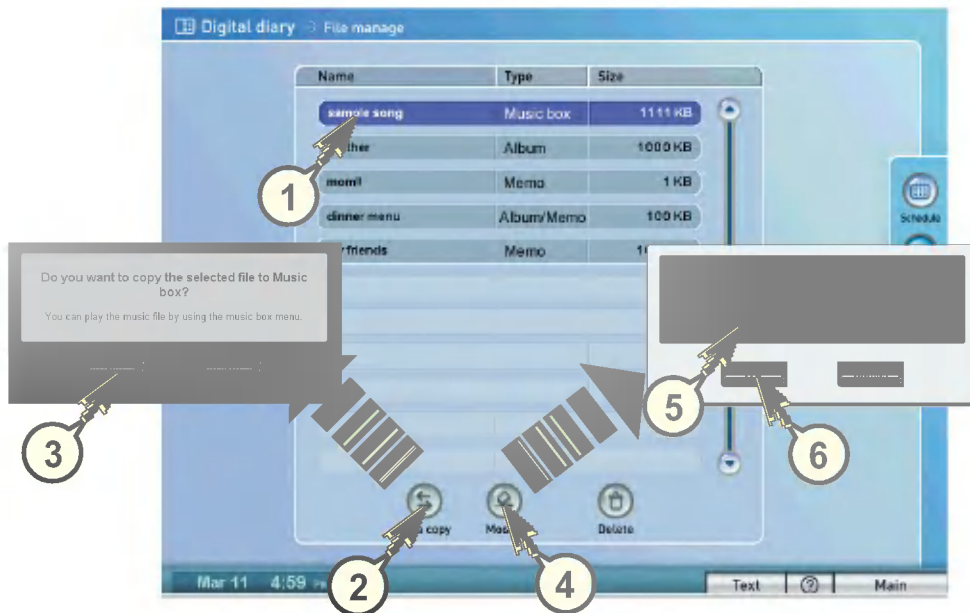 Digital diary → File manage
Name Type Size
sample song Music box 1111 KB
Album 1000 KB
Memo 1 KB
dinner menu Album/Memo 100 KB
friends Memo
Schedule
Do you want to copy the selected file to Music
box?
You can play the music file by using the music box menu.
1
2
3
4
5
6
copy
Delete
Mar 11 4:59
Text ? Main